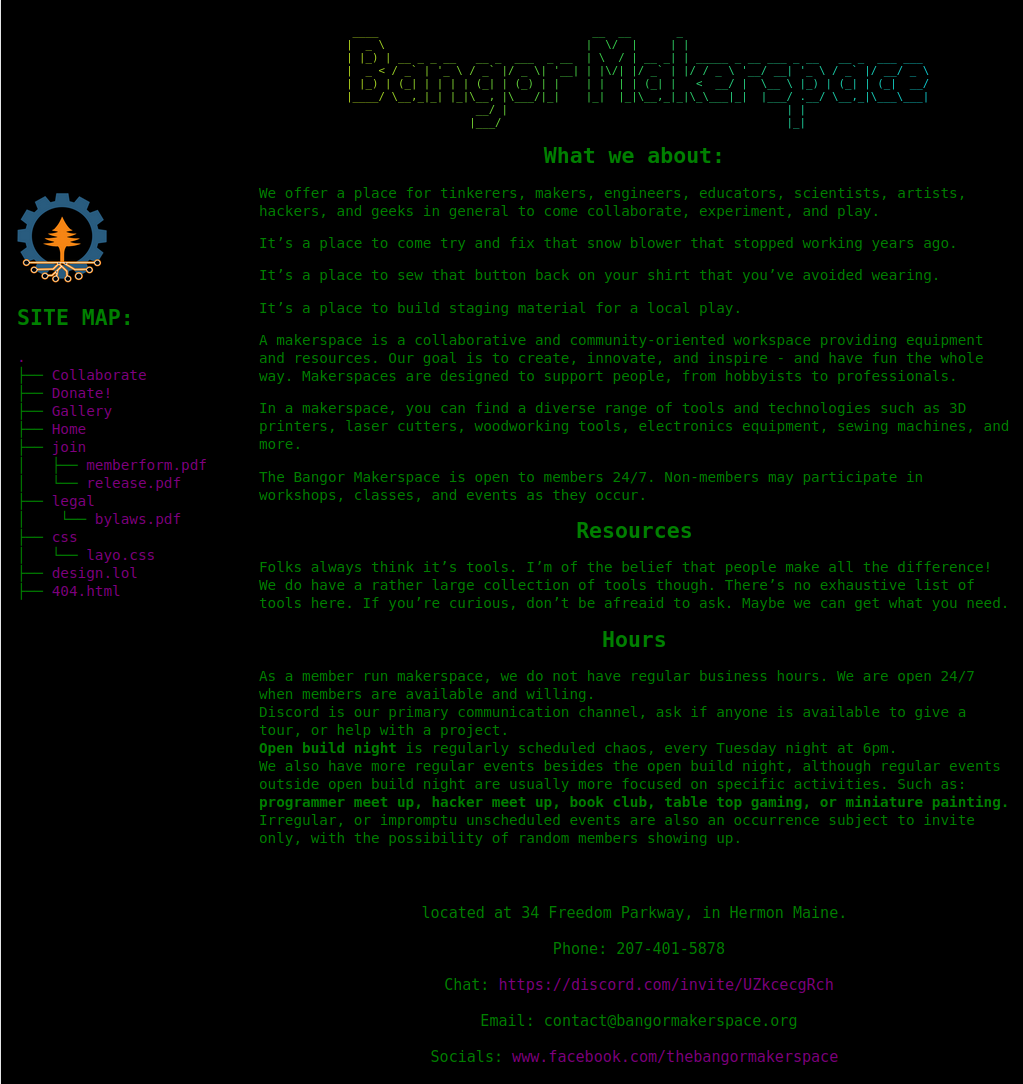 Bangor Makerspace
What we about:
We offer a place for tinkerers, makers, engineers, educators, scientists, artists,
hackers, and geeks in general to come collaborate, experiment, and play.
It’s a place to come try and fix that snow blower that stopped working years ago.
It’s a place to sew that button back on your shirt that you’ve avoided wearing.
It’s a place to build staging material for a local play.
A makerspace is a collaborative and community-oriented workspace providing equipment
and resources. Our goal is to create, innovate, and inspire - and have fun the whole
way. Makerspaces are designed to support people, from hobbyists to professionals.
In a makerspace, you can find a diverse range of tools and technologies such as 3D
printers, laser cutters, woodworking tools, electronics equipment, sewing machines, and
more.
The Bangor Makerspace is open to members 24/7. Non-members may participate in
workshops, classes, and events as they occur.
Resources
Folks always think it’s tools. I’m of the belief that people make all the difference!
We do have a rather large collection of tools though. There’s no exhaustive list of
tools here. If you’re curious, don’t be afreaid to ask. Maybe we can get what you need.
Hours
As a member run makerspace, we do not have regular business hours. We are open 24/7
when members are available and willing.
Discord is our primary communication channel, ask if anyone is available to give a
tour, or help with a project.
Open build night is regularly scheduled chaos, every Tuesday night at 6pm.
We also have more regular events besides the open build night, although regular events
outside open build night are usually more focused on specific activities. Such as:
programmer meet up, hacker meet up, book club, table top gaming, or miniature painting.
Irregular, or impromptu unscheduled events are also an occurrence subject to invite
only, with the possibility of random members showing up.
located at 34 Freedom Parkway, in Hermon Maine.
Phone: 207-401-5878
Chat: https://discord.com/invite/UZkcecgRch
Email: contact@bangormakerspace.org
Socials: www.facebook.com/thebangormakerspace
SITE MAP:
.
├── Collaborate
├── Donate!
├── Gallery
├── Home
├── join
│   ├── memberform.pdf
│   └── release.pdf
├── legal
│    └── bylaws.pdf
├── css
│   └── layo.css
├── design.lol
├── 404.html